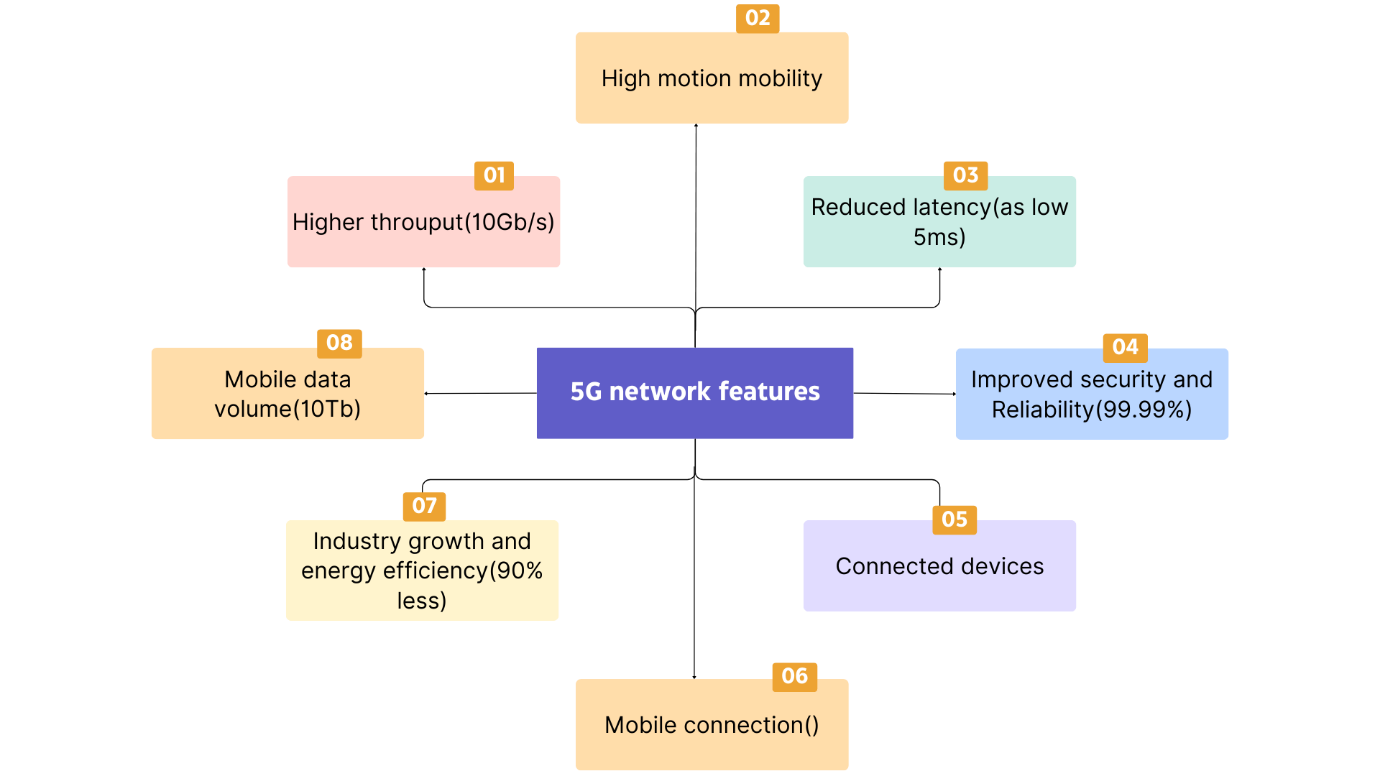 02
High motion mobility
01
Higher throuput(10Gb/s)
03
Reduced latency(as low
5ms)
08
Mobile data
volume(10Tb)
5G network features
04
Improved security and
Reliability(99.99%)
07
Industry growth and
energy efficiency(90%
less)
05
Connected devices
06
Mobile connection()